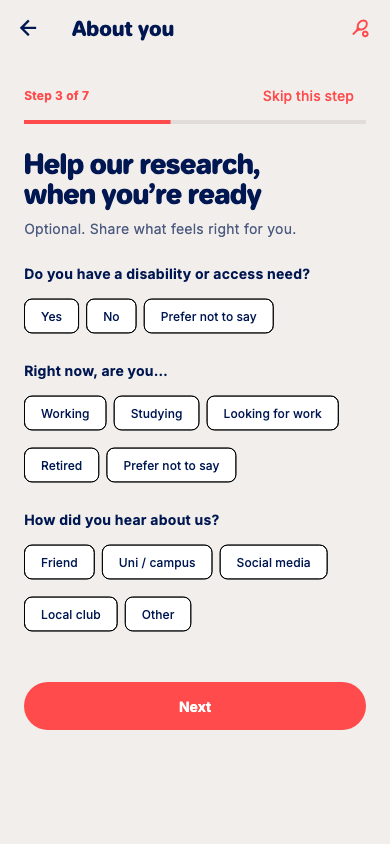 About you
Step 3 of 7
Skip this step
Help our research,
when you’re ready
Optional. Share what feels right for you.
Do you have a disability or access need?
Yes
No
Prefer not to say
Right now, are you...
Working
Studying
Looking for work
Retired
Prefer not to say
How did you hear about us?
Friend
Uni / campus
Social media
Local club
Other
Next